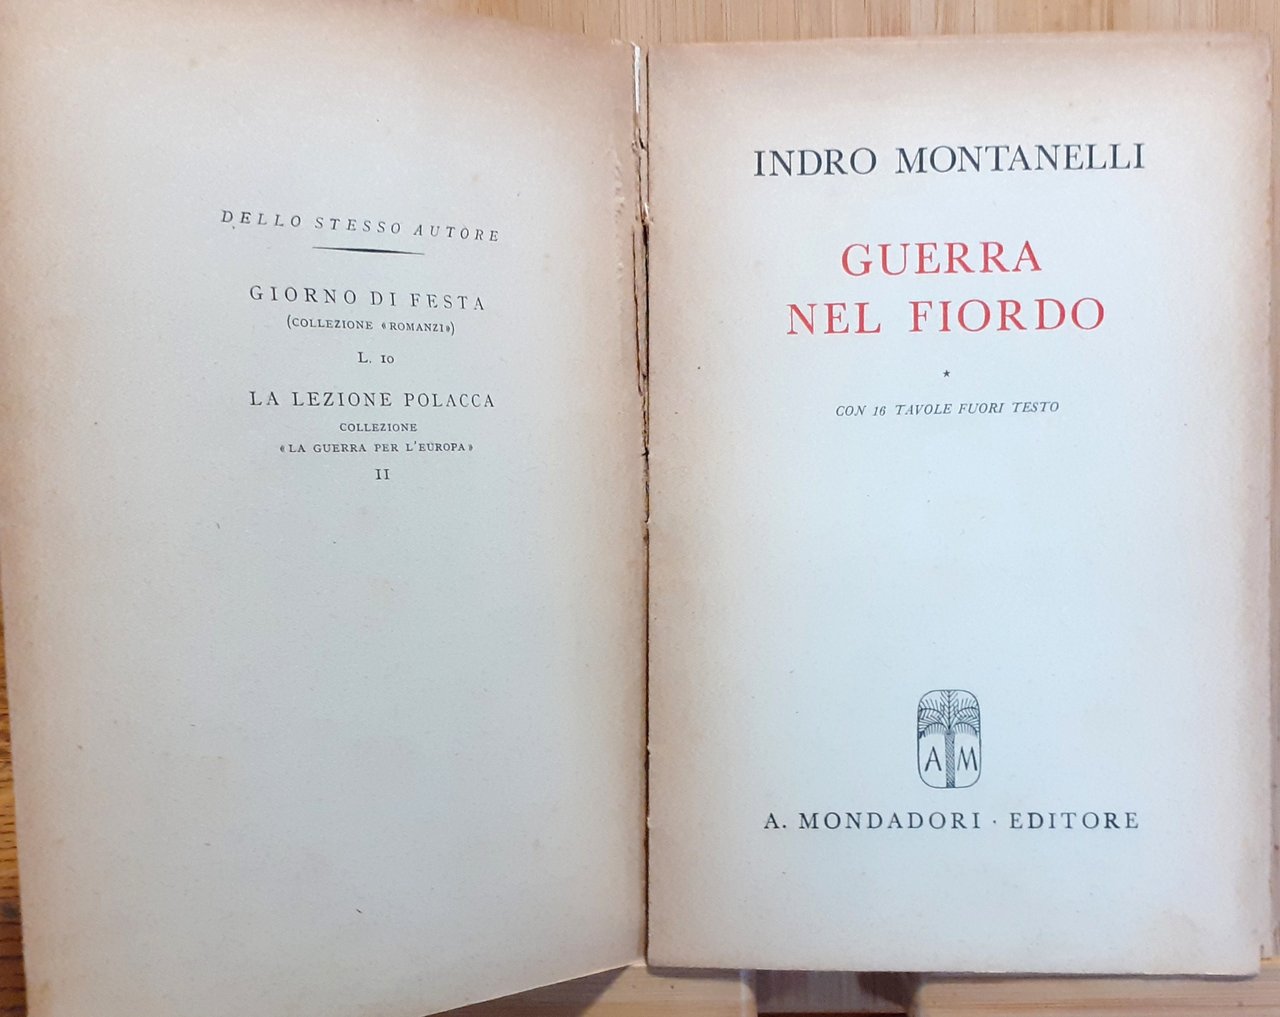 DELLO STESSO AUTORE
GIORNO DI FESTA
(COLLEZIONE «ROMANZI»)
L. 10
LA LEZIONE POLACCA
COLLEZIONE
«LA GUERRA PER L'EUROPA»
II
INDRO MONTANELLI
GUERRA
NEL FIORDO
*
CON 16 TAVOLE FUORI TESTO
A M
A. MONDADORI · EDITORE